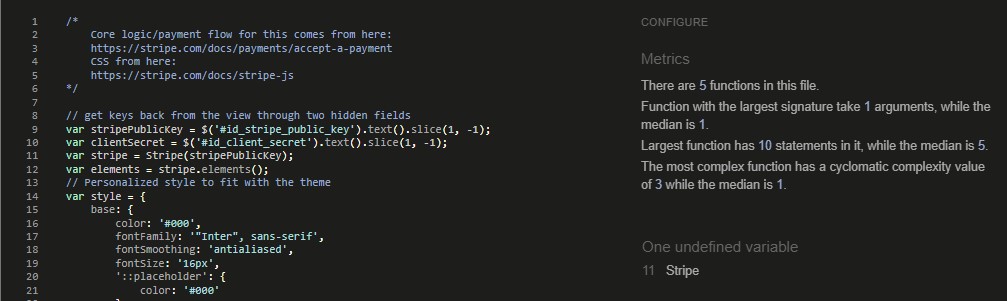 1 /*
2 Core logic/payment flow for this comes from here:
3 https://stripe.com/docs/payments/accept-a-payment
4 CSS from here:
5 https://stripe.com/docs/stripe-js
6 */
7
8 // get keys back from the view through two hidden fields
9 var stripePublicKey = $('#id_stripe_public_key').text().slice(1, -1);
10 var clientSecret = $('#id_client_secret').text().slice(1, -1);
11 var stripe = Stripe(stripePublicKey);
12 var elements = stripe.elements();
13 // Personalized style to fit with the theme
14 var style = {
15 base: {
16 color: '#000',
17 fontFamily: '"Inter", sans-serif',
18 fontSmoothing: 'antialiased',
19 fontSize: '16px',
20 '::placeholder': {
21 color: '#000'
CONFIGURE
Metrics
There are 5 functions in this file.
Function with the largest signature take 1 arguments, while the
median is 1.
Largest function has 10 statements in it, while the median is 5.
The most complex function has a cyclomatic complexity value
of 3 while the median is 1.
One undefined variable
11 Stripe